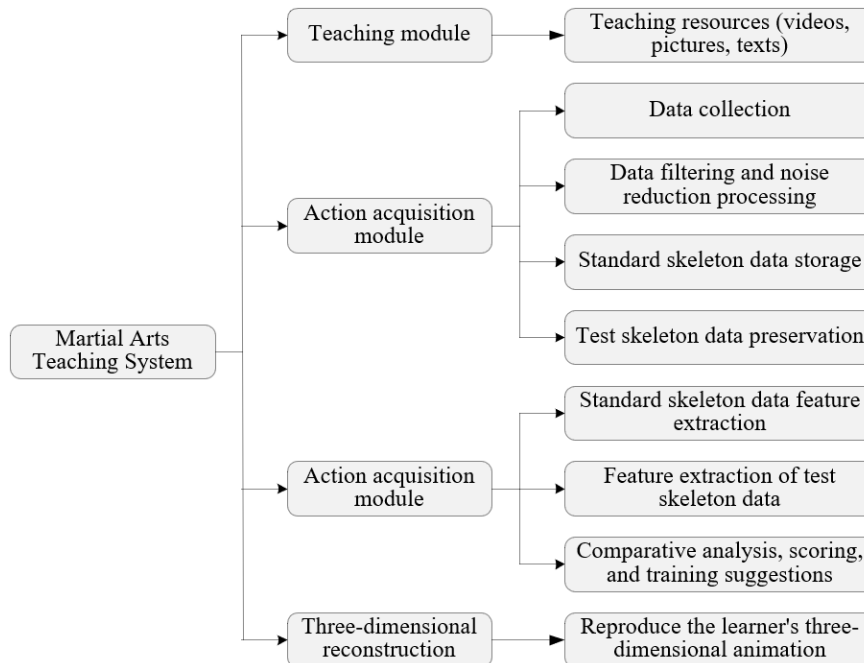 Teaching module
Teaching resources (videos,
pictures, texts)
Data collection
Data filtering and noise
reduction processing
Action acquisition
module
Standard skeleton data storage
Martial Arts
Teaching System
Test skeleton data preservation
Standard skeleton data feature
extraction
Action acquisition
module
Feature extraction of test
skeleton data
Comparative analysis, scoring,
and training suggestions
Three-dimensional
reconstruction
Reproduce the learner's three-
dimensional animation